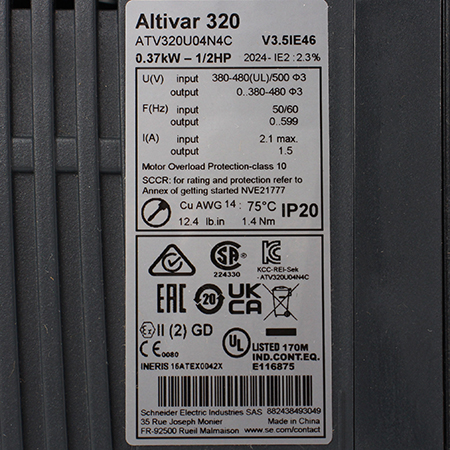 Altivar 320
ATV320U04N4C V3.5IE46
0.37kW – 1/2HP 2024- IE2 : 2.3%
U(V) input 380-480(UL)/500 Φ3
output 0..380-480 Φ3
F(Hz) input 50/60
output 0...599
I(A) input 2.1 max.
output 1.5
Motor Overload Protection-class 10
SCCR: for rating and protection refer to
Annex of getting started NVE21777
Cu AWG 14 : 75°C IP20
12.4 lb.in 1.4 Nm
SA
224330
KCC-REI-Sek
-ATV320U04N4C
EAC 20 UK
CA
Ex II (2) GD
CE 0080
UL LISTED 170M
IND.CONT.EQ.
E116875
INERIS 15ATEX0042X
Schneider Electric Industries SAS 882438493049
35 Rue Joseph Monier Made in China
FR-92500 Rueil Malmaison www.se.com/contact